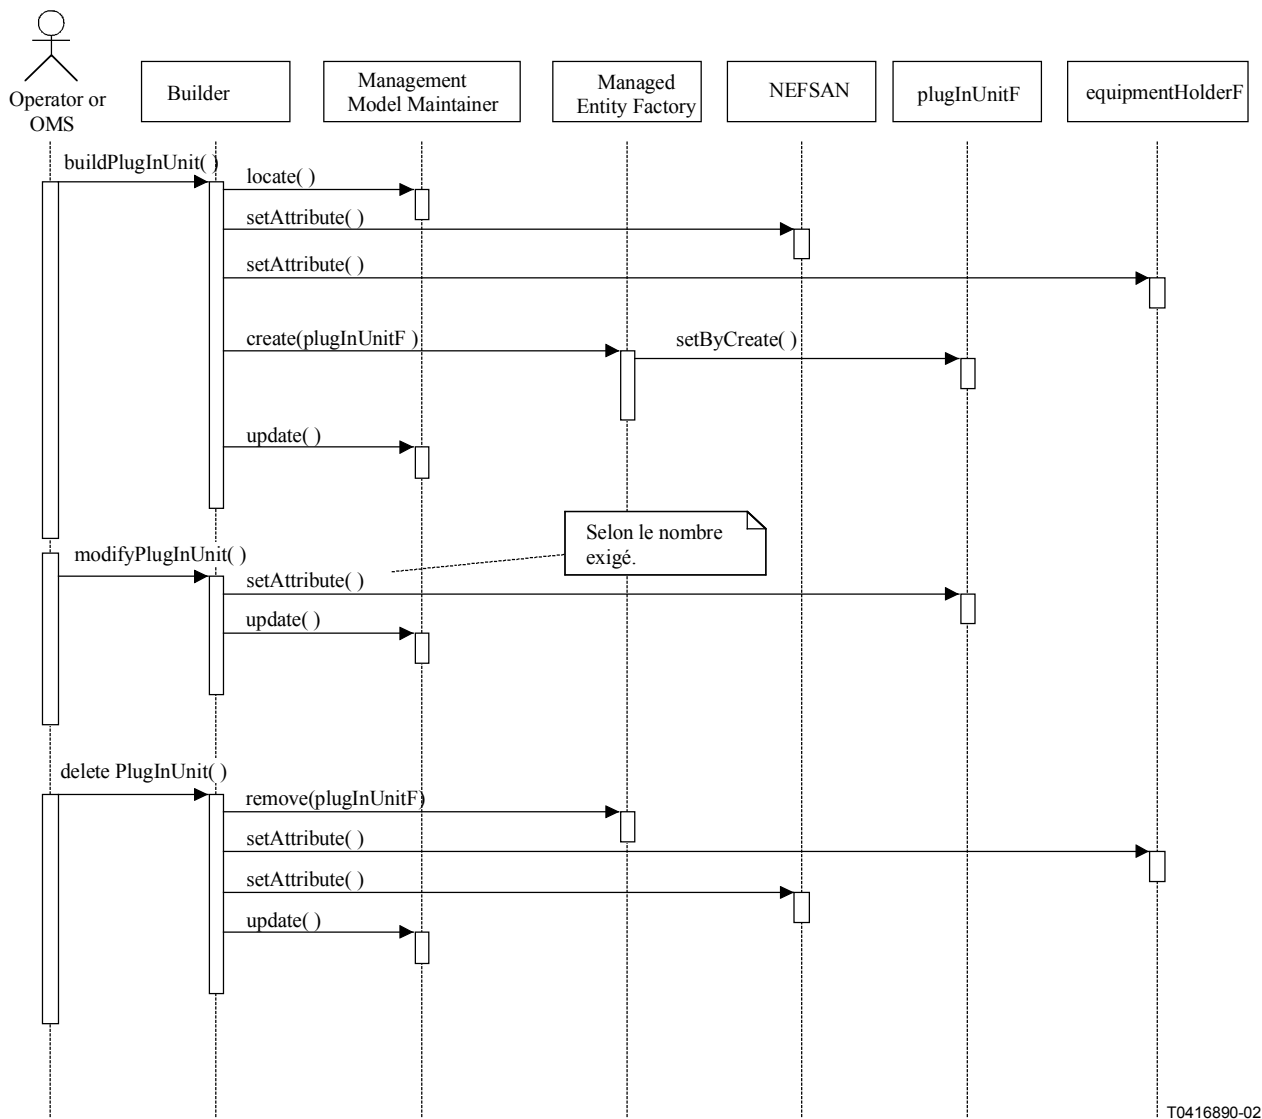 Operator or
OMS
Builder
Management
Model Maintainer
Managed
Entity Factory
NEFSAN
plugInUnitF
equipmentHolderF
buildPlugInUnit( )
locate( )
setAttribute( )
setAttribute( )
create(plugInUnitF )
setByCreate( )
update( )
Selon le nombre
exigé.
modifyPlugInUnit( )
setAttribute( )
update( )
delete PlugInUnit( )
remove(plugInUnitF)
setAttribute( )
setAttribute( )
update( )
T0416890-02